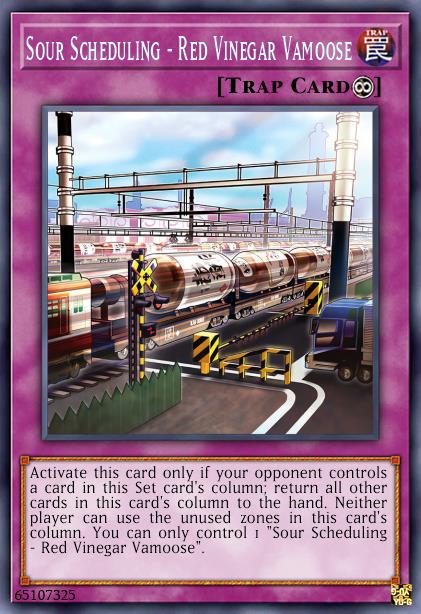 Sour Scheduling - Red Vinegar Vamoose
TRAP
罠
[Trap Card]
Activate this card only if your opponent controls
a card in this Set card's column; return all other
cards in this card's column to the hand. Neither
player can use the unused zones in this card's
column. You can only control 1 "Sour Scheduling
- Red Vinegar Vamoose".
65107325